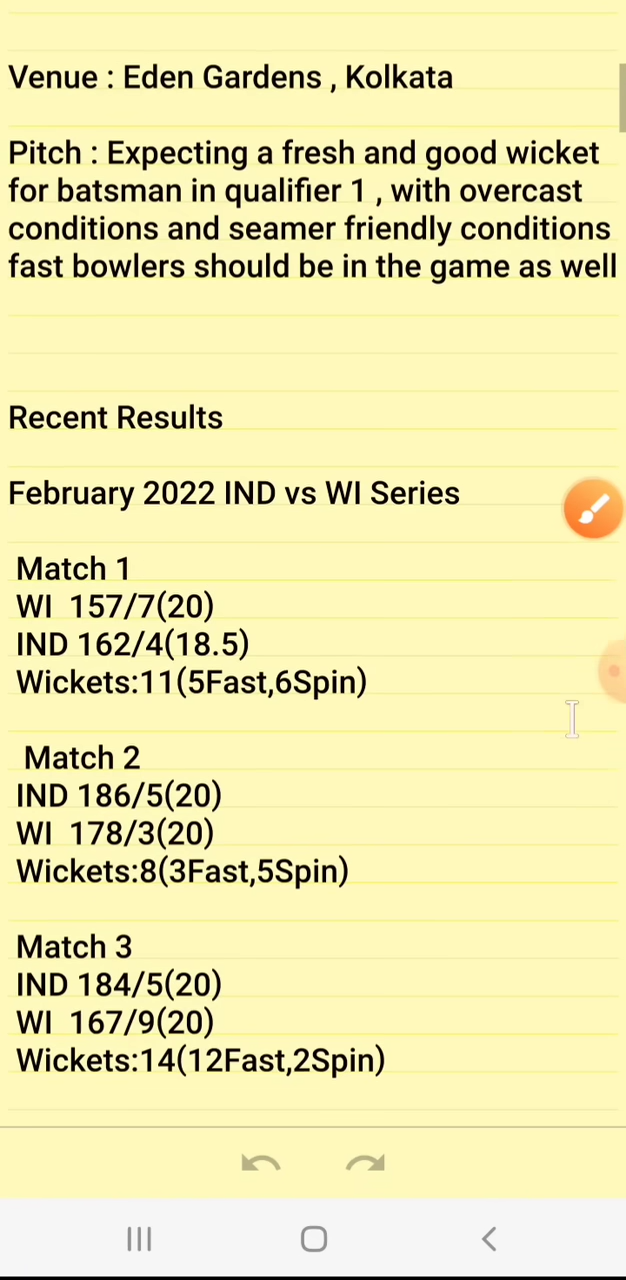 Venue : Eden Gardens , Kolkata
Pitch : Expecting a fresh and good wicket
for batsman in qualifier 1 , with overcast
conditions and seamer friendly conditions
fast bowlers should be in the game as well
Recent Results
February 2022 IND vs WI Series
Match 1
WI 157/7(20)
IND 162/4(18.5)
Wickets:11(5Fast,6Spin)
Match 2
IND 186/5(20)
WI 178/3(20)
Wickets:8(3Fast,5Spin)
Match 3
IND 184/5(20)
WI 167/9(20)
Wickets:14(12Fast,2Spin)